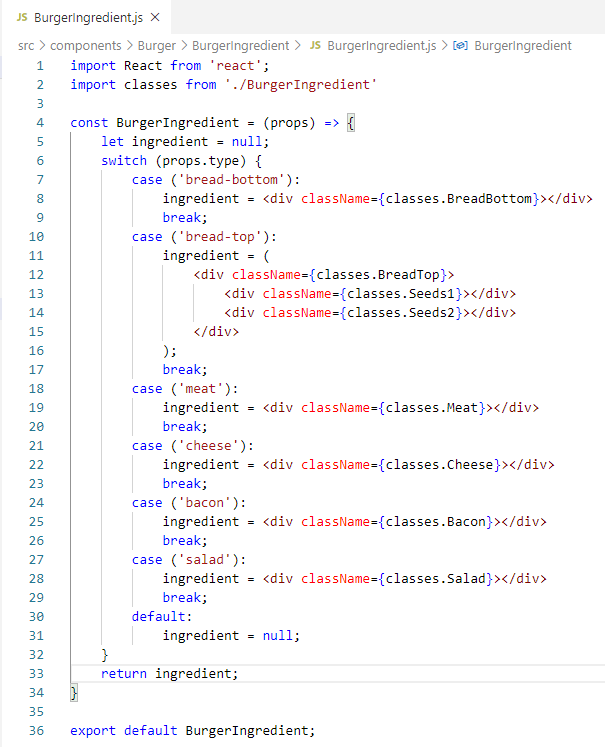 JS BurgerIngredient.js ×
src > components > Burger > BurgerIngredient > JS BurgerIngredient.js > BurgerIngredient
1 import React from 'react';
2 import classes from './BurgerIngredient'
3
4 const BurgerIngredient = (props) => {
5     let ingredient = null;
6     switch (props.type) {
7         case ('bread-bottom'):
8             ingredient = <div className={classes.BreadBottom}></div>
9             break;
10         case ('bread-top'):
11             ingredient = (
12                 <div className={classes.BreadTop}>
13                     <div className={classes.Seeds1}></div>
14                     <div className={classes.Seeds2}></div>
15                 </div>
16             );
17             break;
18         case ('meat'):
19             ingredient = <div className={classes.Meat}></div>
20             break;
21         case ('cheese'):
22             ingredient = <div className={classes.Cheese}></div>
23             break;
24         case ('bacon'):
25             ingredient = <div className={classes.Bacon}></div>
26             break;
27         case ('salad'):
28             ingredient = <div className={classes.Salad}></div>
29             break;
30         default:
31             ingredient = null;
32     }
33     return ingredient;
34 }
35
36 export default BurgerIngredient;